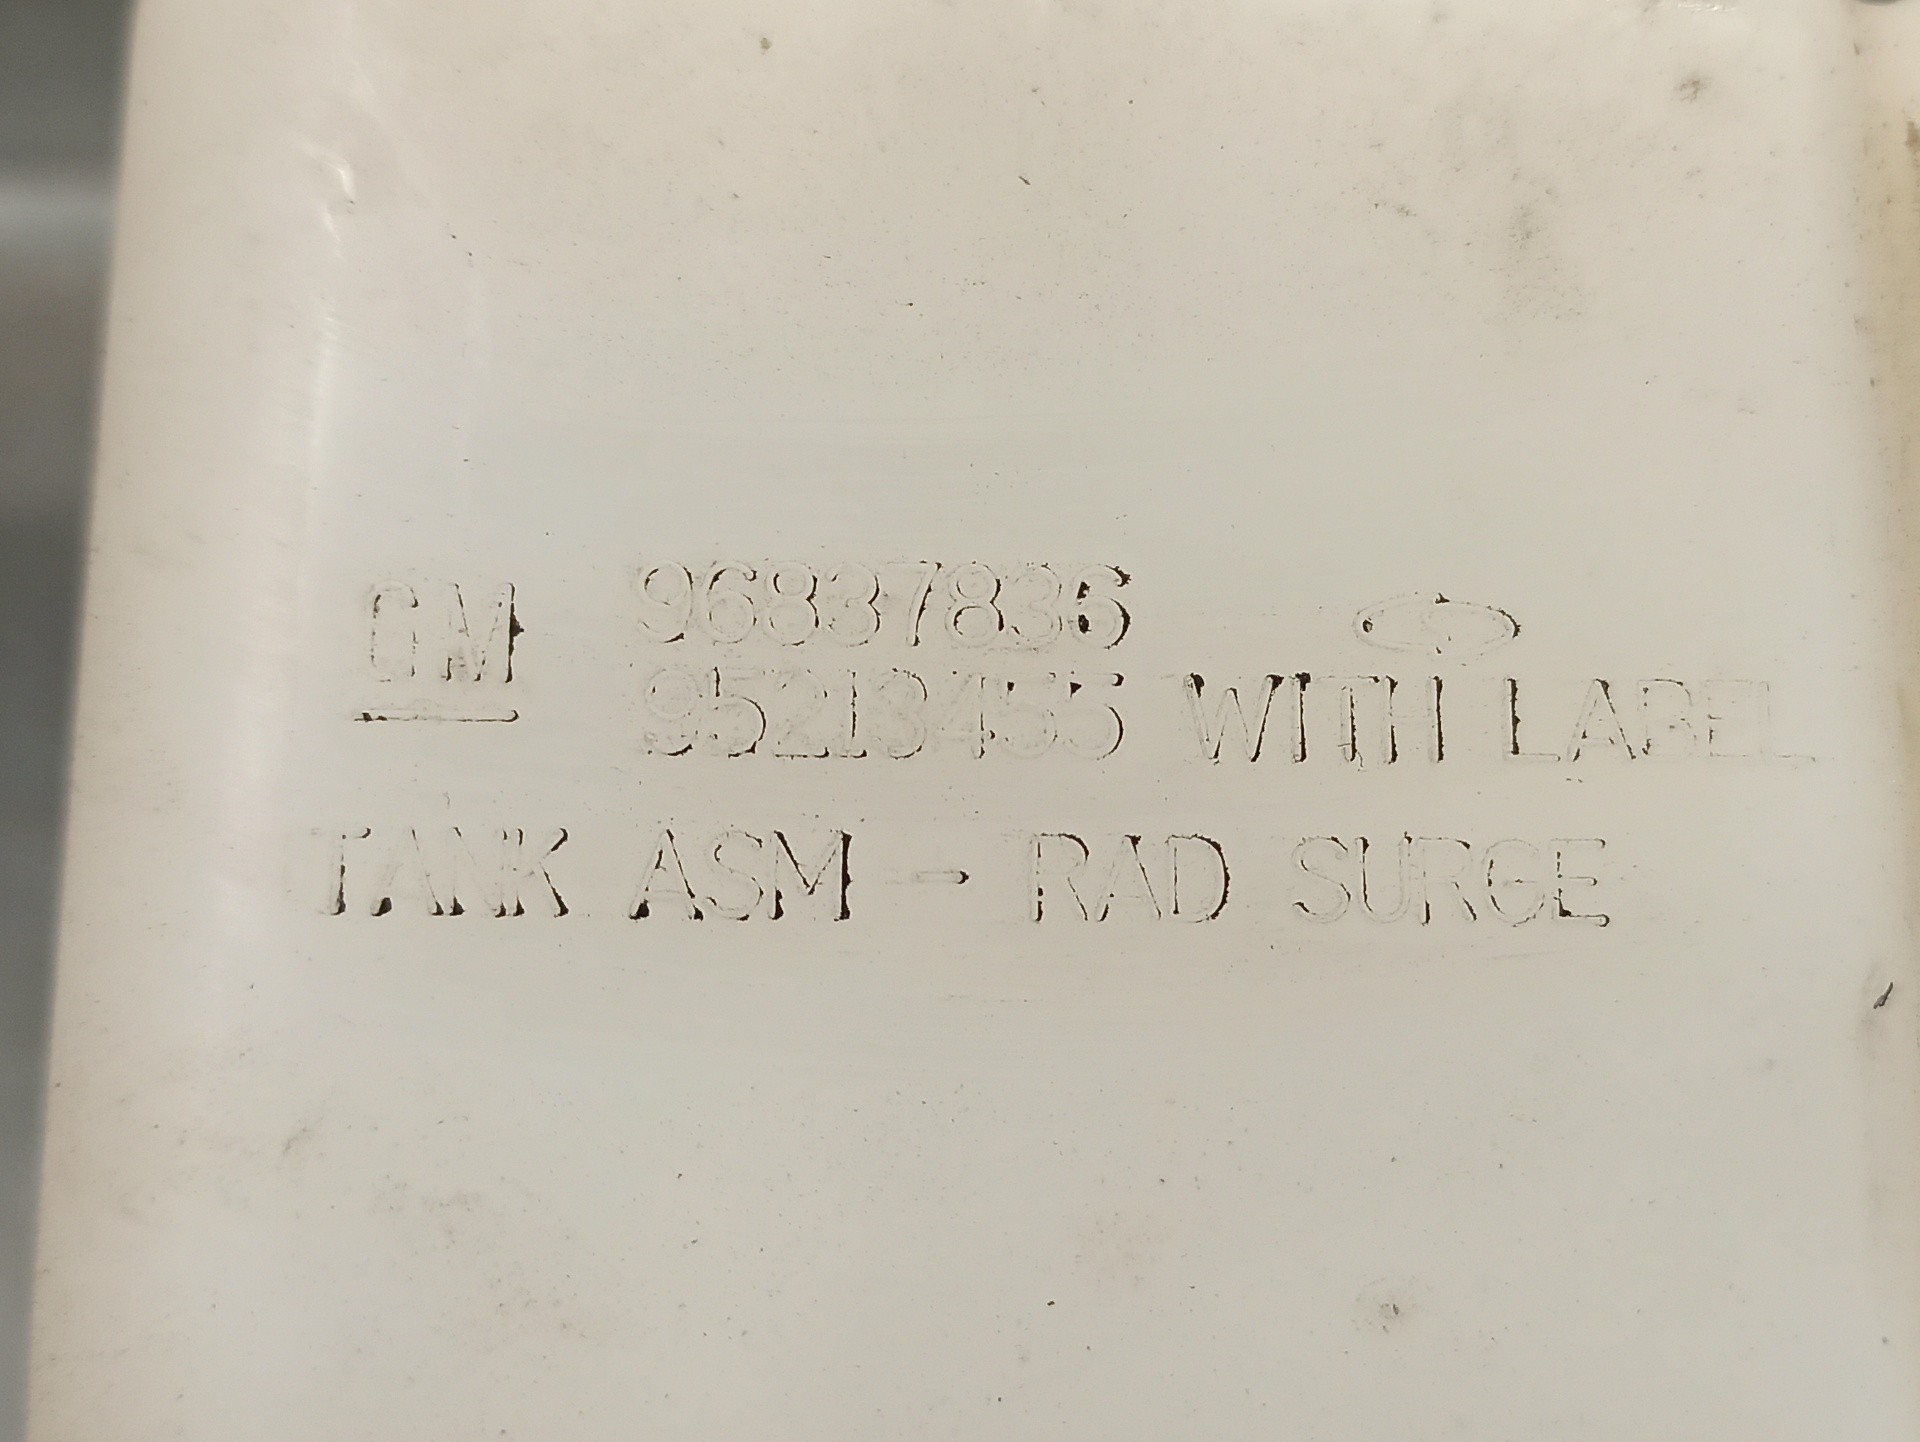 GM 96837836
95213455 WITH LABEL
TANK ASM - RAD SURGE